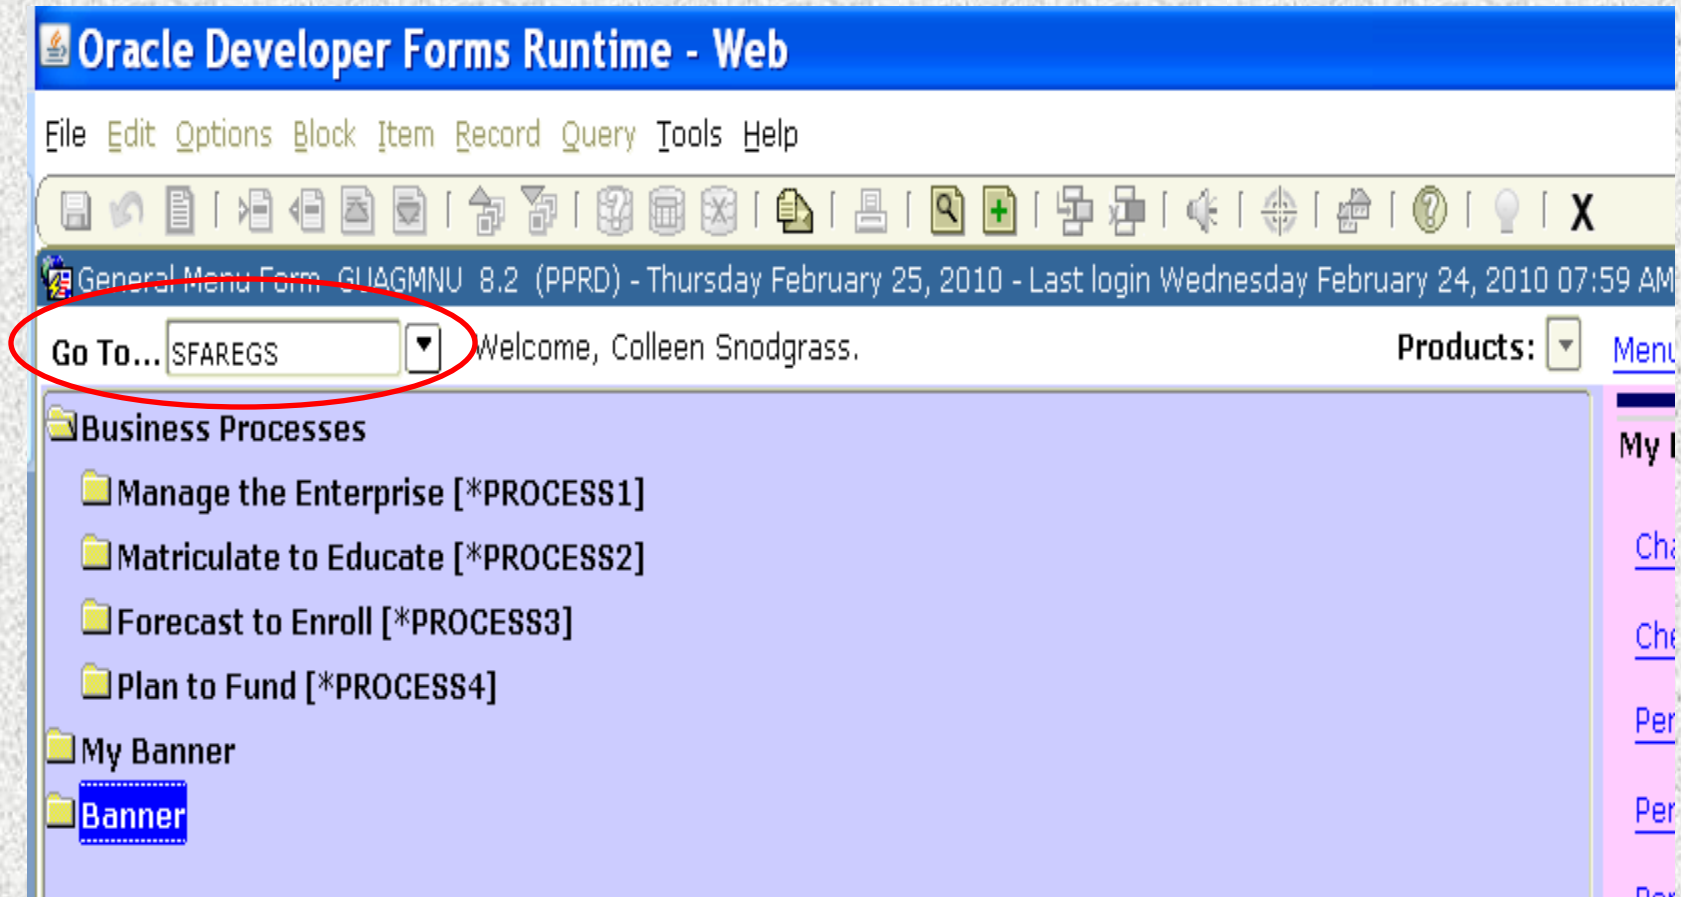 Oracle Developer Forms Runtime - Web
File Edit Options Block Item Record Query Tools Help
General Menu Form GUAGMNU 8.2 (PPRD) - Thursday February 25, 2010 - Last login Wednesday February 24, 2010 07:59 AM
Go To... SFAREGS Welcome, Colleen Snodgrass. Products: Menu
Business Processes
My
Manage the Enterprise [*PROCESS1]
Matriculate to Educate [*PROCESS2]
Forecast to Enroll [*PROCESS3]
Plan to Fund [*PROCESS4]
My Banner
Banner